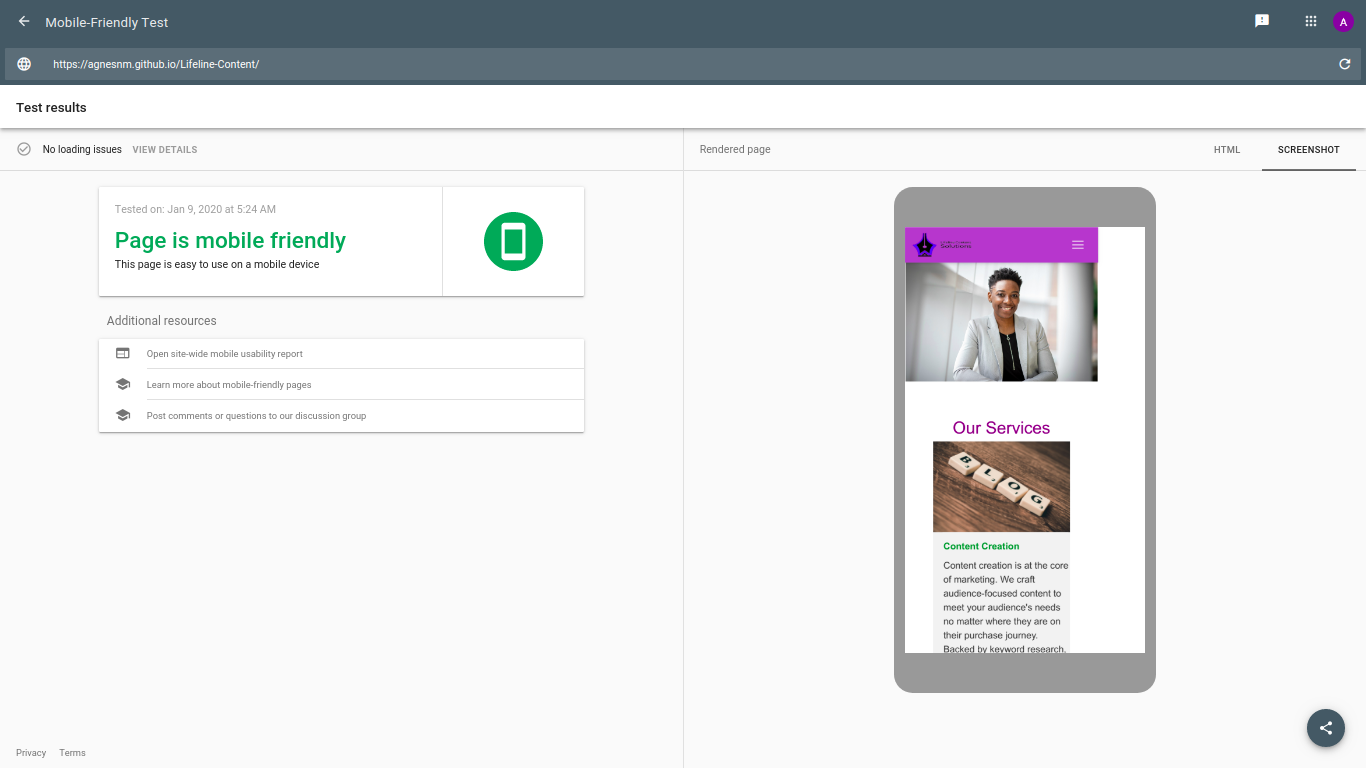 Mobile-Friendly Test
A
https://agnesnm.github.io/Lifeline-Content/
Test results
No loading issues VIEW DETAILS
Rendered page HTML SCREENSHOT
Tested on: Jan 9, 2020 at 5:24 AM
Page is mobile friendly
This page is easy to use on a mobile device
Additional resources
Open site-wide mobile usability report
Learn more about mobile-friendly pages
Post comments or questions to our discussion group
Solutions
Our Services
BLOG
Content Creation
Content creation is at the core
of marketing. We craft
audience-focused content to
meet your audience's needs
no matter where they are on
their purchase journey.
Backed by keyword research,
Privacy Terms